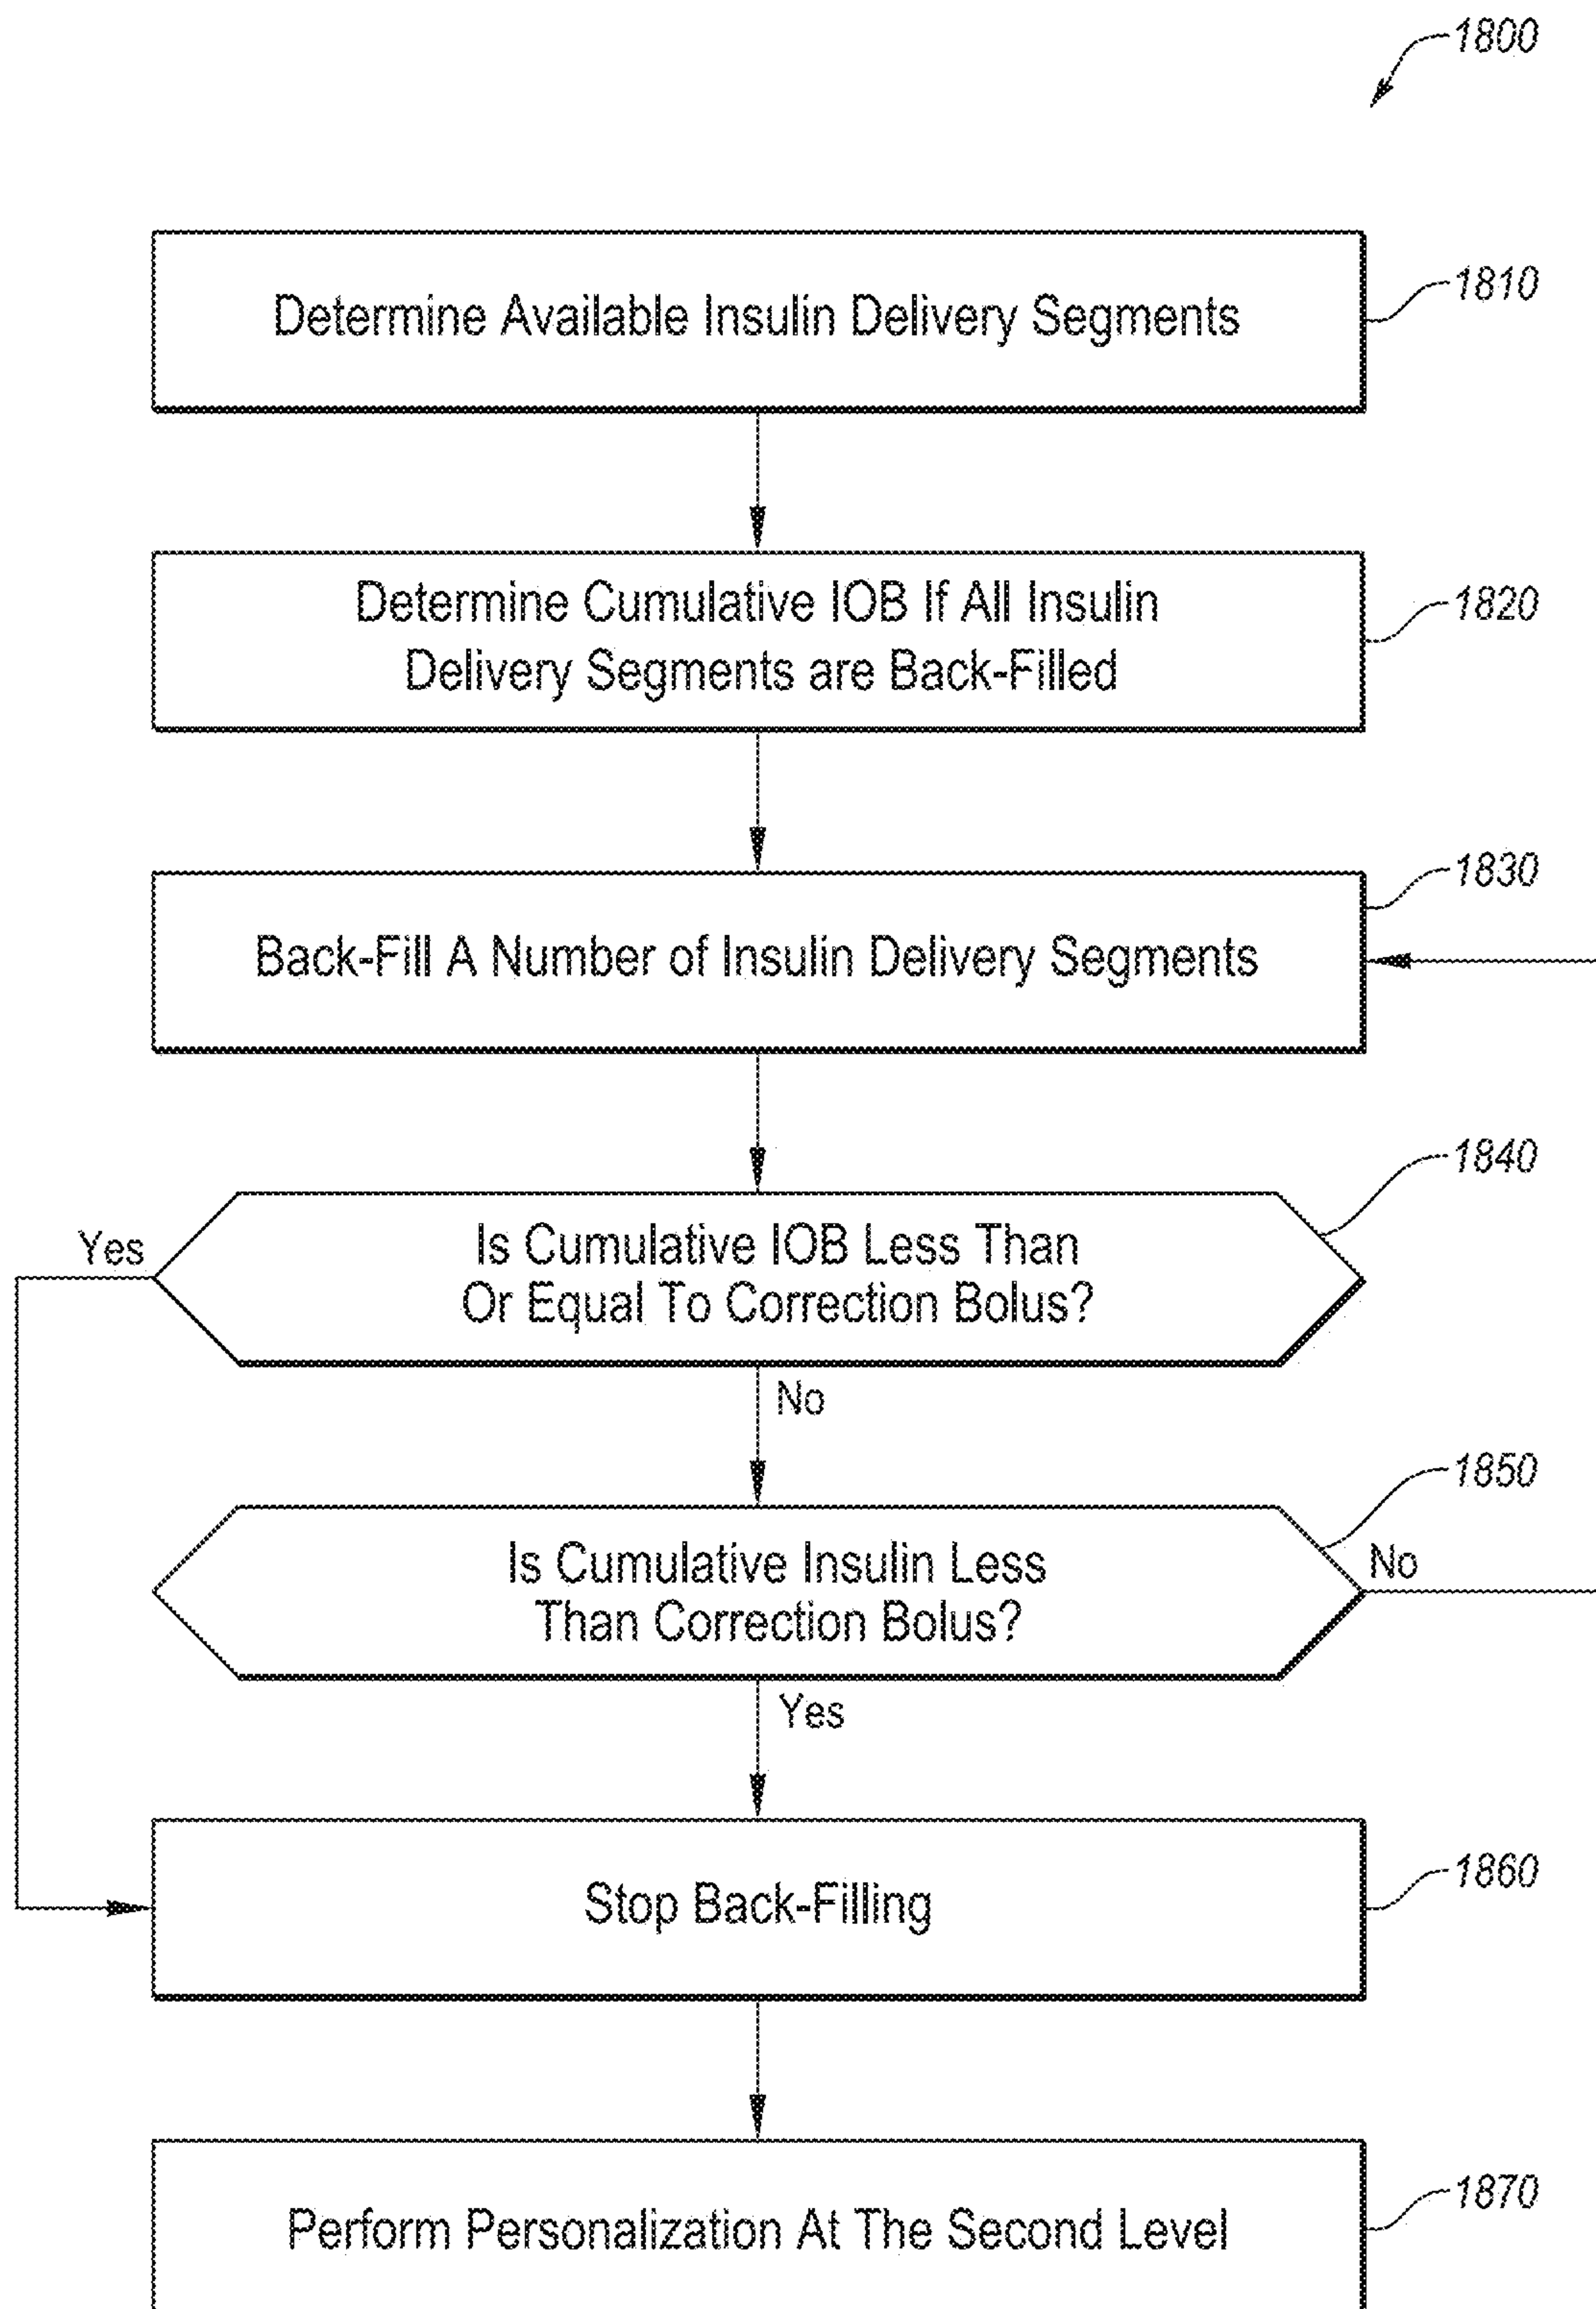 1800
Determine Available Insulin Delivery Segments
1810
Determine Cumulative IOB If All Insulin
Delivery Segments are Back-Filled
1820
1830
Back-Fill A Number of Insulin Delivery Segments
1840
Yes
Is Cumulative IOB Less Than
Or Equal To Correction Bolus?
No
1850
Is Cumulative Insulin Less
Than Correction Bolus?
No
Yes
1860
Stop Back-Filling
1870
Perform Personalization At The Second Level